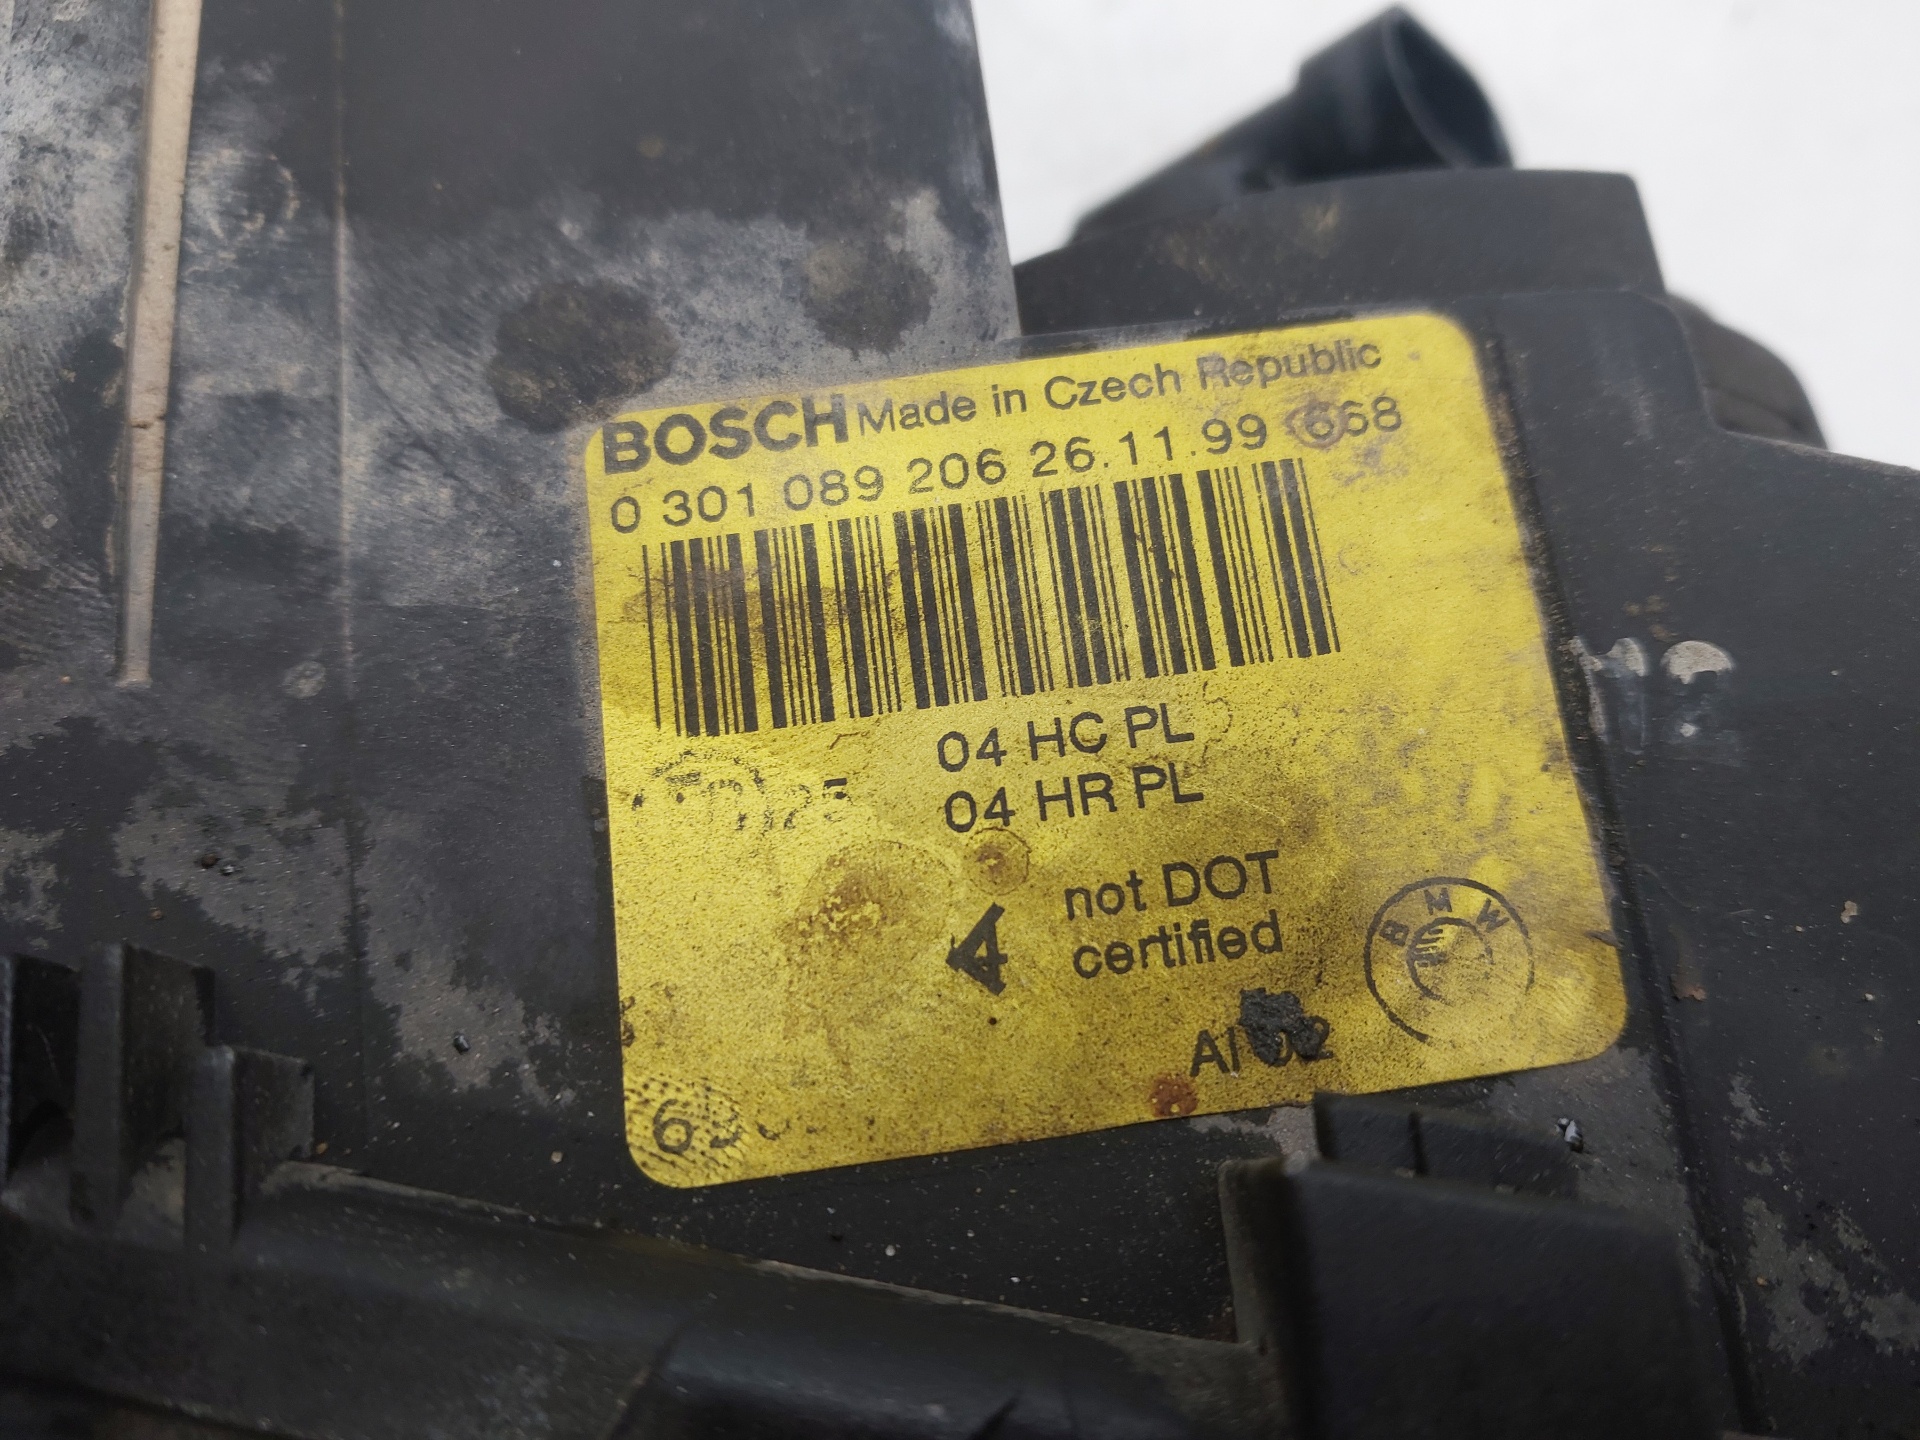 BOSCH Made in Czech Republic
0 301 089 206 26.11.99 668
04 HC PL
04 HR PL
not DOT
certified
BMW